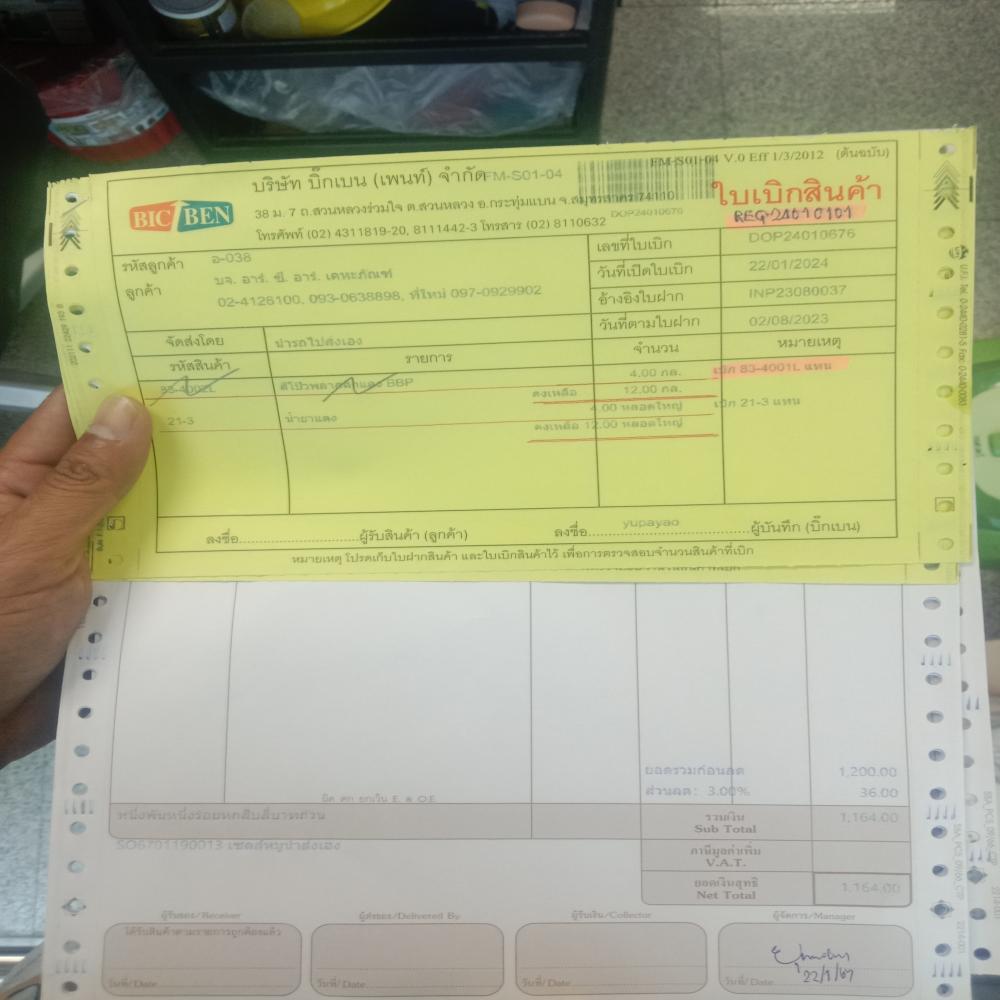 FM-S01-04 V.0 Eff 1/3/2012 (ต้นฉบับ)
บริษัท บิ๊กเบน (เพนท์) จำกัด FM-S01-04
ใบเบิกสินค้า
BIC BEN
38 ม. 7 ถ.สวนหลวงร่วมใจ ต.สวนหลวง อ.กระทุ่มแบน จ.สมุทรสาคร 74110
DOP24010676
REQ-24010101
โทรศัพท์ (02) 4311819-20, 8111442-3 โทรสาร (02) 8110632
เลขที่ใบเบิก DOP24010676
รหัสลูกค้า อ-038
วันที่เปิดใบเบิก 22/01/2024
ลูกค้า บจ. อาร์. ซี. อาร์. เคหะภัณฑ์
อ้างอิงใบฝาก INP23080037
02-4128100, 093-0638898, ที่ใหม่ 097-0929902
วันที่ตามใบฝาก 02/08/2023
จัดส่งโดย นำรถไปส่งเอง
รหัสสินค้า รายการ จำนวน หมายเหตุ
83-4002L สีโป๊วพลาสติกแดง BBP 4.00 กล. เบิก 83-4001L แทน
คงเหลือ 12.00 กล.
21-3 น้ำยาแดง 4.00 หลอดใหญ่ เบิก 21-3 แทน
คงเหลือ 12.00 หลอดใหญ่
ลงชื่อ ผู้รับสินค้า (ลูกค้า) ลงชื่อ yupayao ผู้บันทึก (บิ๊กเบน)
หมายเหตุ โปรดเก็บใบฝากสินค้า และใบเบิกสินค้าไว้ เพื่อการตรวจสอบจำนวนสินค้าที่เบิก
ยอดรวมก่อนลด 1,200.00
ส่วนลด: 3.00% 36.00
ผิด ตก ยกเว้น E. & O.E.
หนึ่งพันหนึ่งร้อยหกสิบสี่บาทถ้วน
รวมเงิน 1,164.00
Sub Total
SO6701190013 เซลส์หมูป่าส่งเอง
ภาษีมูลค่าเพิ่ม
V.A.T.
ยอดเงินสุทธิ 1,164.00
Net Total
ผู้รับของ/Receiver ผู้ส่งของ/Delivered By ผู้รับเงิน/Collector ผู้จัดการ/Manager
ได้รับสินค้าตามรายการถูกต้องแล้ว
22/1/67
วันที่/Date วันที่/Date วันที่/Date วันที่/Date